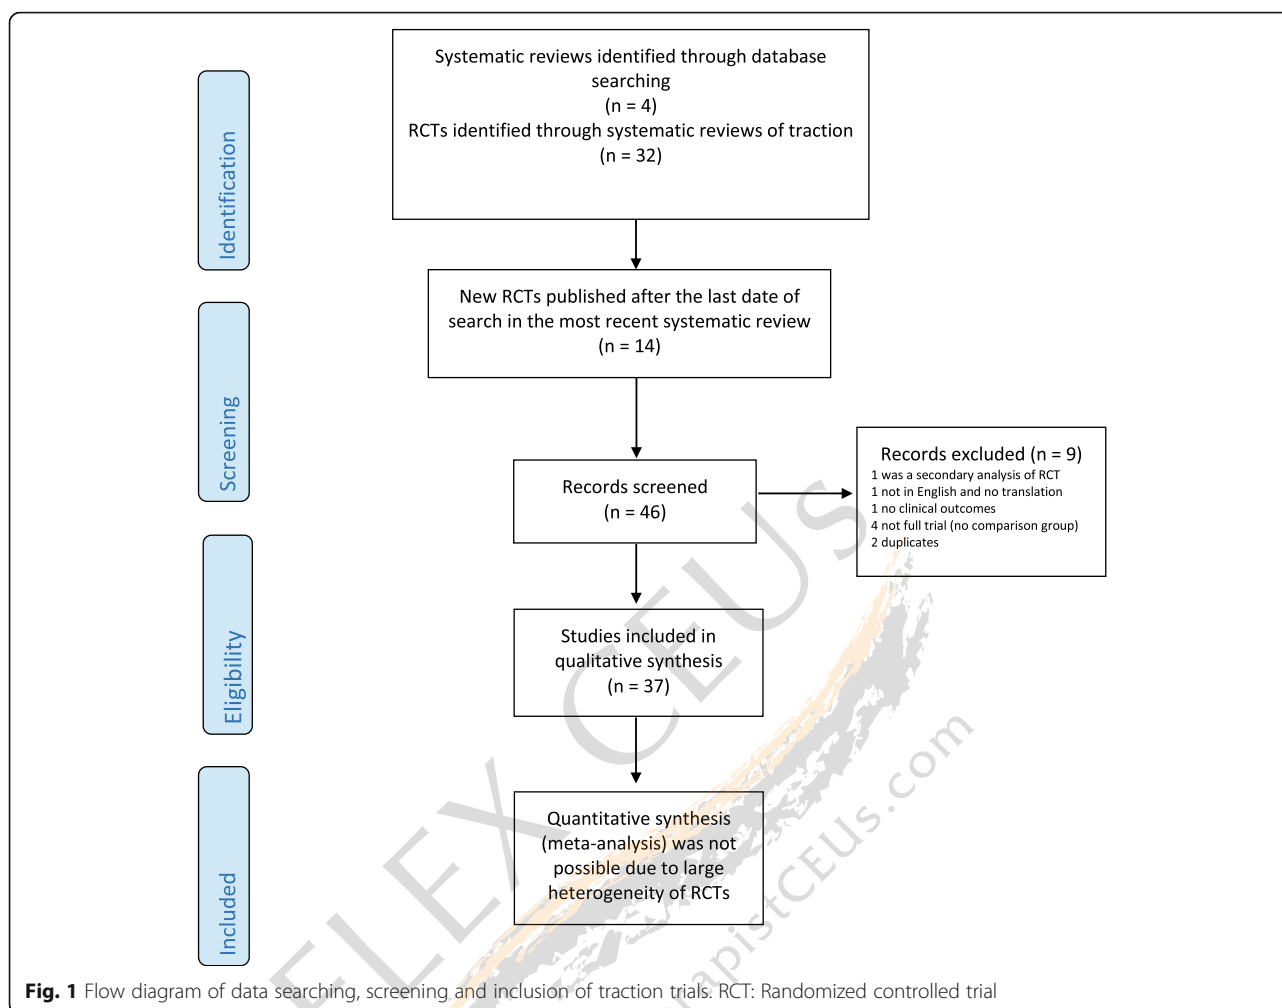 Systematic reviews identified through database
searching
(n = 4)
RCTs identified through systematic reviews of traction
(n = 32)
Identification
New RCTs published after the last date of
search in the most recent systematic review
(n = 14)
Screening
Records screened
(n = 46)
Records excluded (n = 9)
1 was a secondary analysis of RCT
1 not in English and no translation
1 no clinical outcomes
4 not full trial (no comparison group)
2 duplicates
Eligibility
Studies included in
qualitative synthesis
(n = 37)
Included
Quantitative synthesis
(meta-analysis) was not
possible due to large
heterogeneity of RCTs
ELEX CEUs
rapistCEUs.com
Fig. 1 Flow diagram of data searching, screening and inclusion of traction trials. RCT: Randomized controlled trial